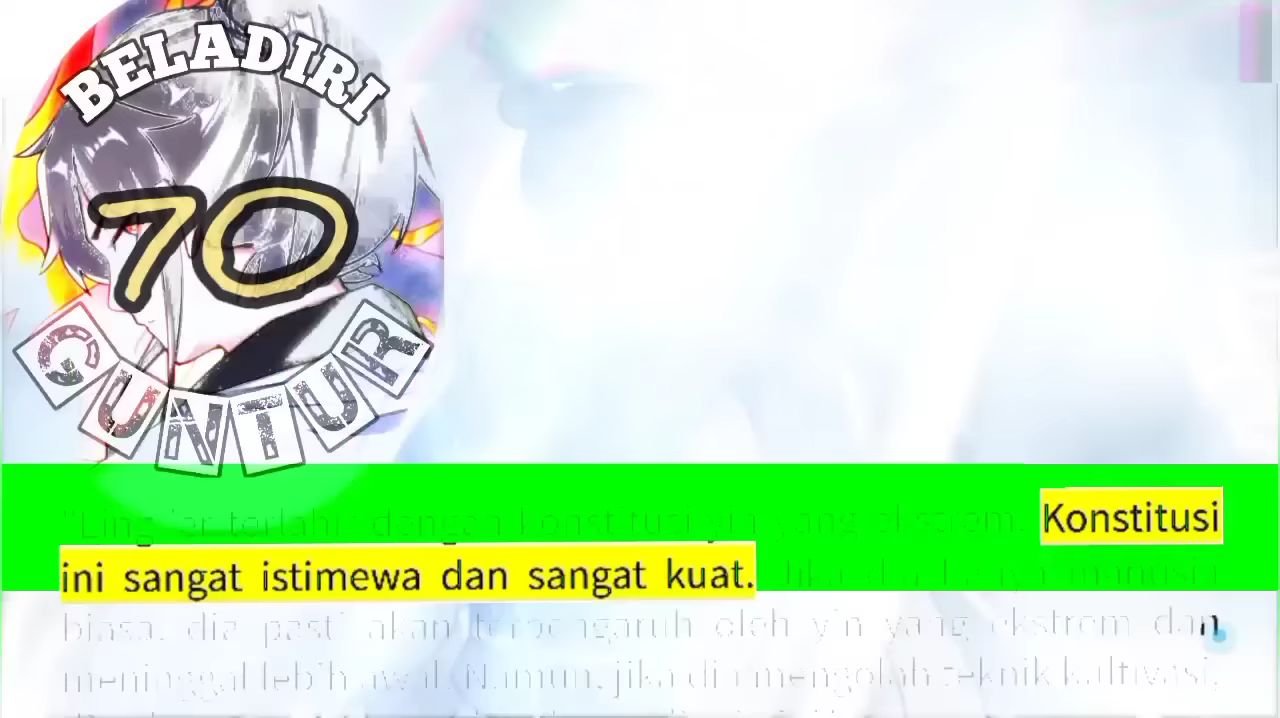 BELADIRI
70
GUNTUR
"Ling 'er terlahir dengan konstitusi yin yang ekstrem. Konstitusi
ini sangat istimewa dan sangat kuat. Jika dia hanya manusia
biasa, dia pasti akan terpengaruh oleh yin yang ekstrem dan
meninggal lebih awal. Namun, jika dia mengolah teknik kultivasi,